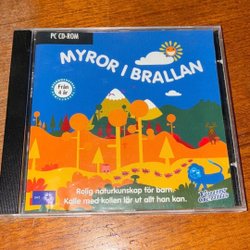 PC CD-ROM
MYROR I BRALLAN
Från
4 år
Rolig naturkunskap för barn.
Kalle med kollen lär ut allt han kan.